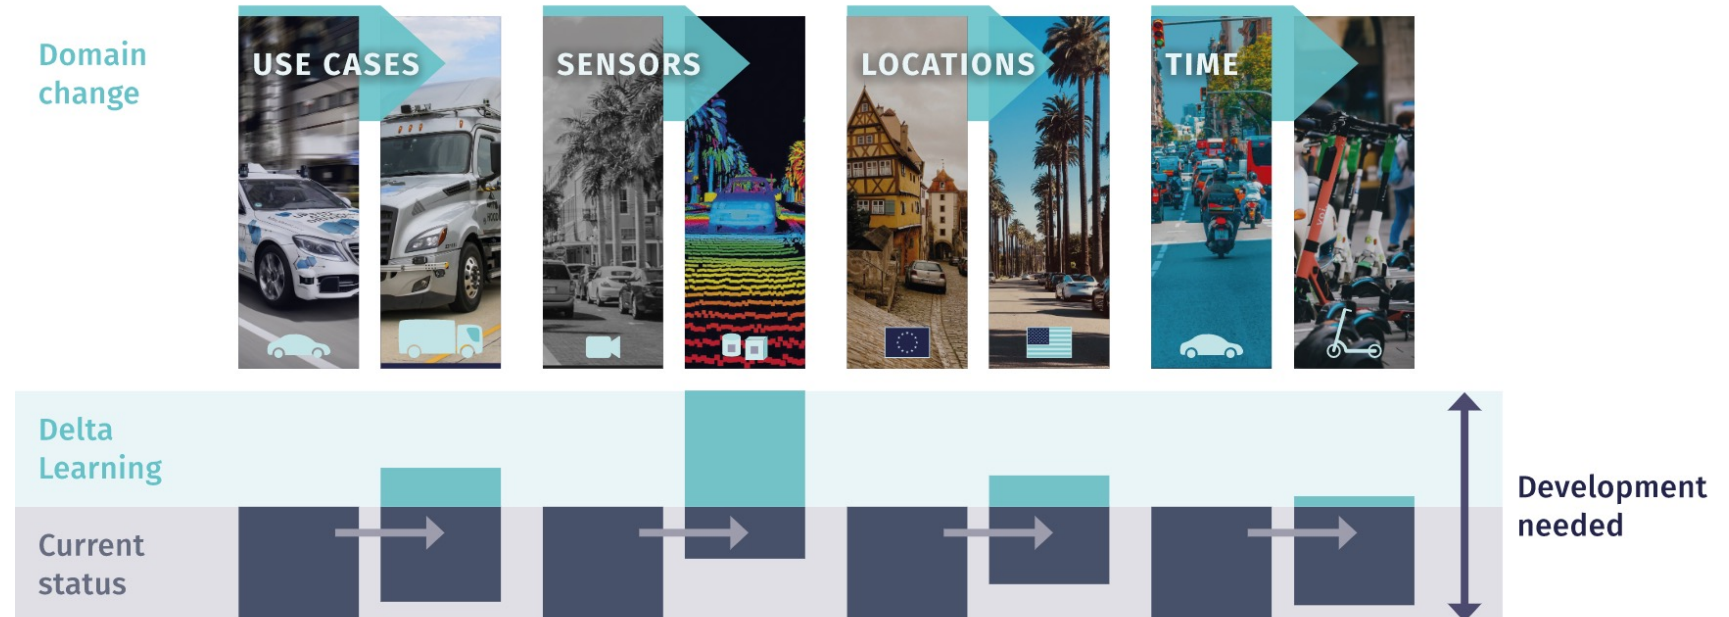 Domain
change
USE CASES
SENSORS
LOCATIONS
TIME
Delta
Learning
Current
status
Development
needed